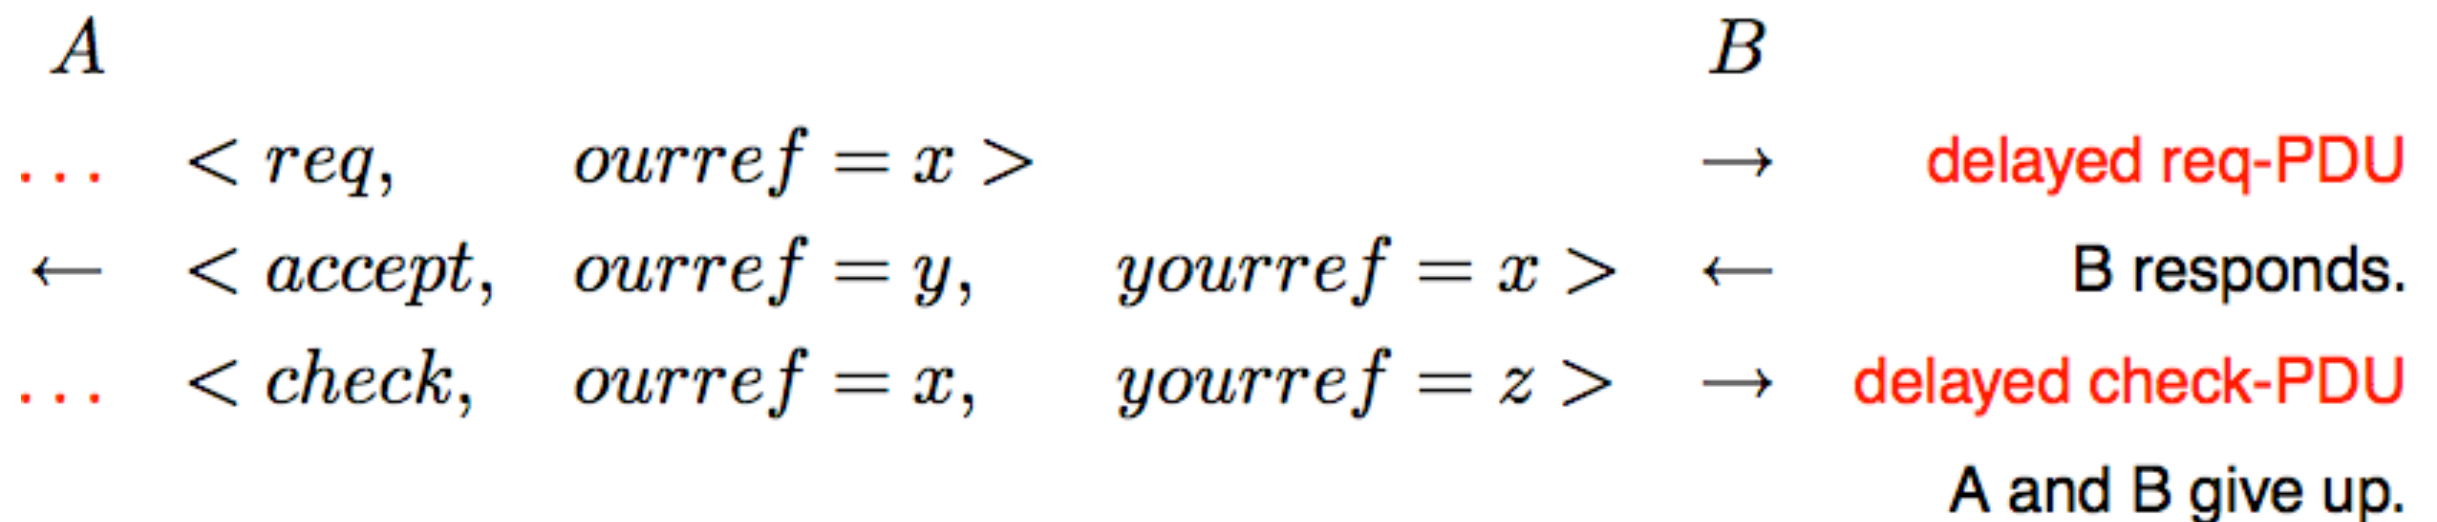 A B
... < req, ourref = x > → delayed req-PDU
← < accept, ourref = y, yourref = x > ← B responds.
... < check, ourref = x, yourref = z > → delayed check-PDU
A and B give up.